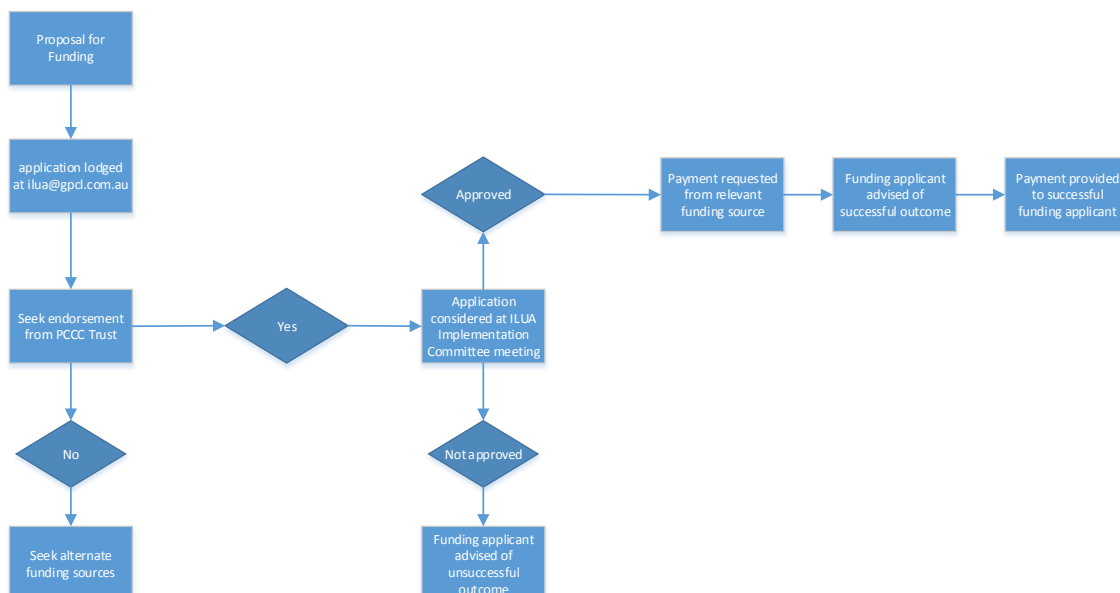 Proposal for
Funding
application lodged
at ilua@gpcl.com.au
Seek endorsement
from PCCC Trust
Yes
No
Seek alternate
funding sources
Application
considered at ILUA
Implementation
Committee meeting
Approved
Not approved
Funding applicant
advised of
unsuccessful
outcome
Payment requested
from relevant
funding source
Funding applicant
advised of
successful outcome
Payment provided
to successful
funding applicant